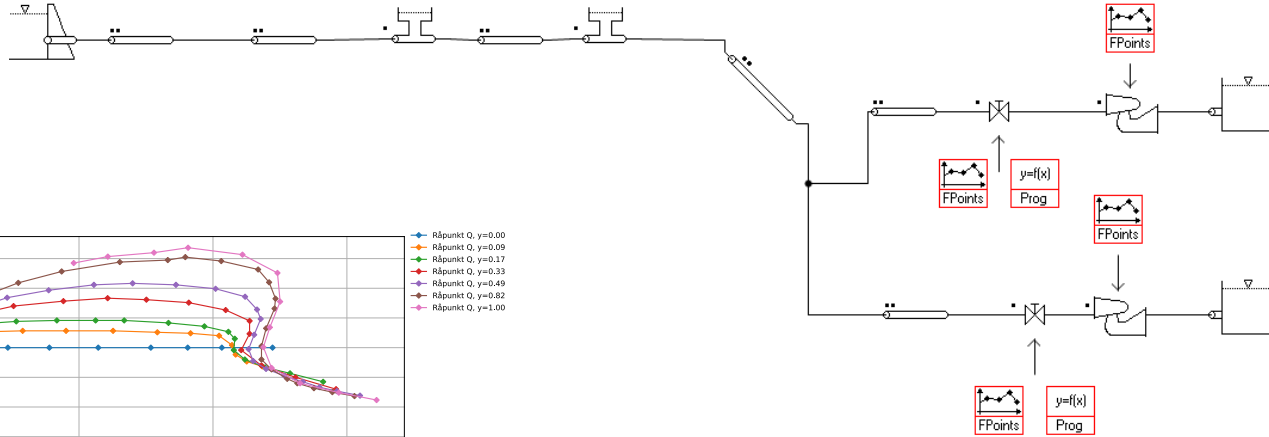 FPoints
FPoints
y=f(x)
Prog
FPoints
Råpunkt Q, y=0.00
Råpunkt Q, y=0.09
Råpunkt Q, y=0.17
Råpunkt Q, y=0.33
Råpunkt Q, y=0.49
Råpunkt Q, y=0.82
Råpunkt Q, y=1.00
FPoints
y=f(x)
Prog